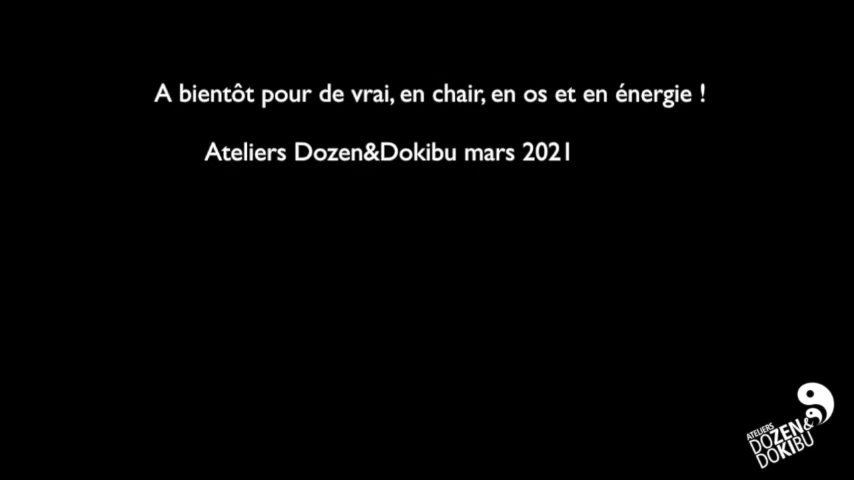 A bientôt pour de vrai, en chair, en os et en énergie !
Ateliers Dozen&Dokibu mars 2021
ATELIERS
DOZEN&
DOKIBU